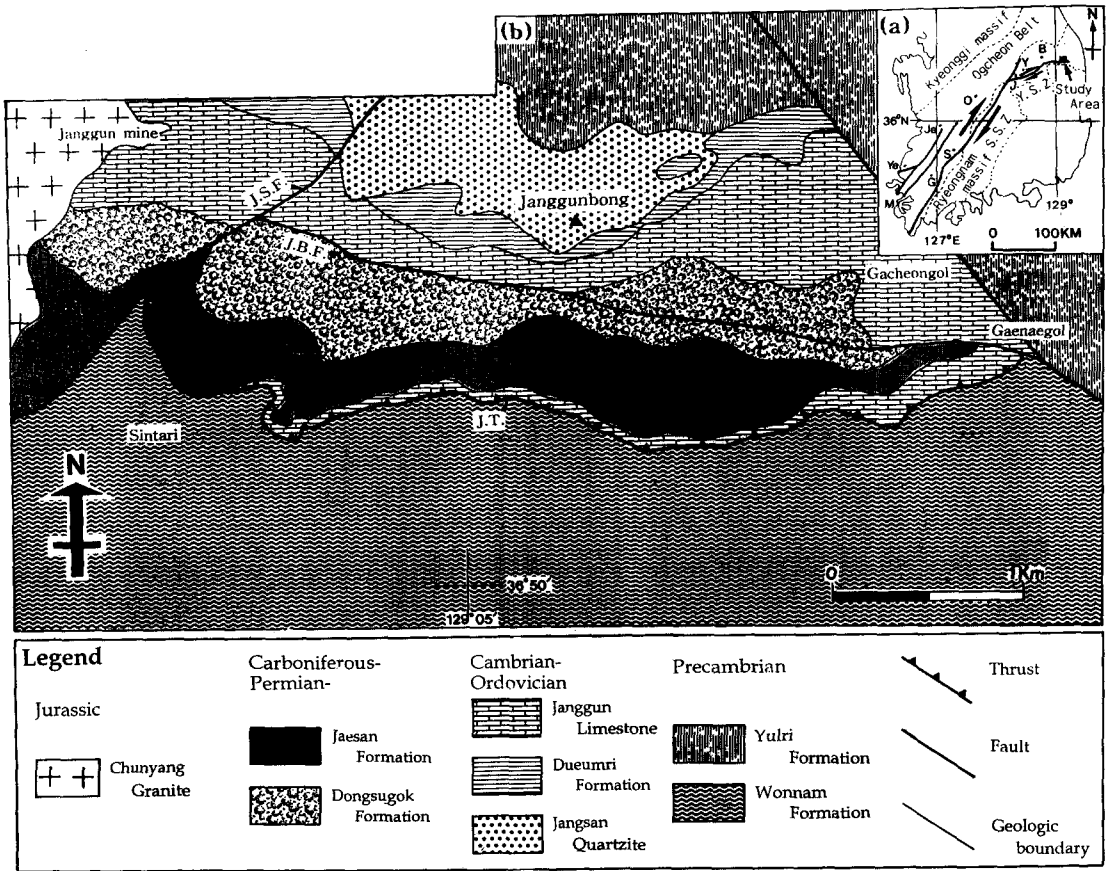 (b)
(a)
N
Kyeonggi massif
Ogcheon Belt
B
Y
J
Y.S.Z
Study
Area
O
36°N
Ja
S
Ye
G
M
Ryeongnam
massif
S.S.Z
127°E
129°
0 100KM
Janggun mine
J.S.F.
Janggunbong
J.B.F.
Gacheongol
Gaenaegol
Sintari
J.T.
N
36°50′
129°05′
0 1Km
Legend
Jurassic
Chunyang
Granite
Carboniferous-
Permian-
Jaesan
Formation
Dongsugok
Formation
Cambrian-
Ordovician
Janggun
Limestone
Dueumri
Formation
Jangsan
Quartzite
Precambrian
Yulri
Formation
Wonnam
Formation
Thrust
Fault
Geologic
boundary